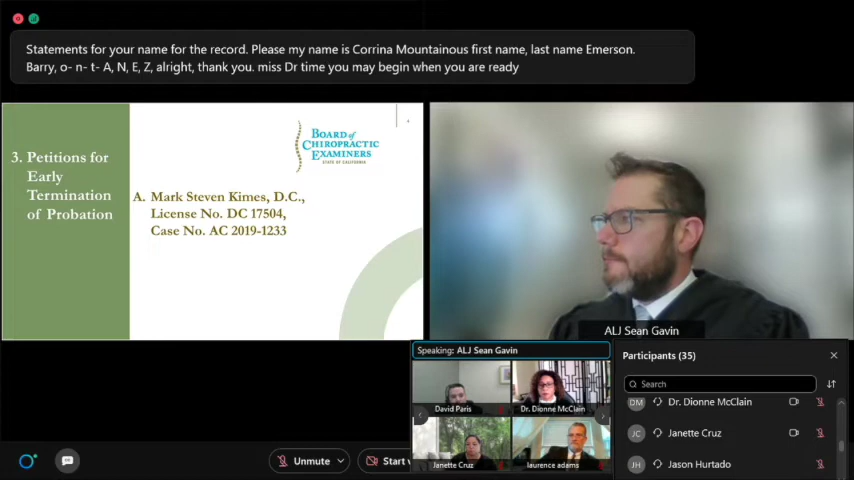 Statements for your name for the record. Please my name is Corrina Mountainous first name, last name Emerson.
Barry, o- n- t- A, N, E, Z, alright, thank you. miss Dr time you may begin when you are ready
3. Petitions for
Early
Termination
of Probation
BOARD of
CHIROPRACTIC
EXAMINERS
STATE OF CALIFORNIA
A. Mark Steven Kimes, D.C.,
License No. DC 17504,
Case No. AC 2019-1233
ALJ Sean Gavin
Speaking: ALJ Sean Gavin
David Paris
Dr. Dionne McClain
Janette Cruz
laurence adams
Participants (35)
Search
DM Dr. Dionne McClain
JC Janette Cruz
JH Jason Hurtado
Unmute
Start v